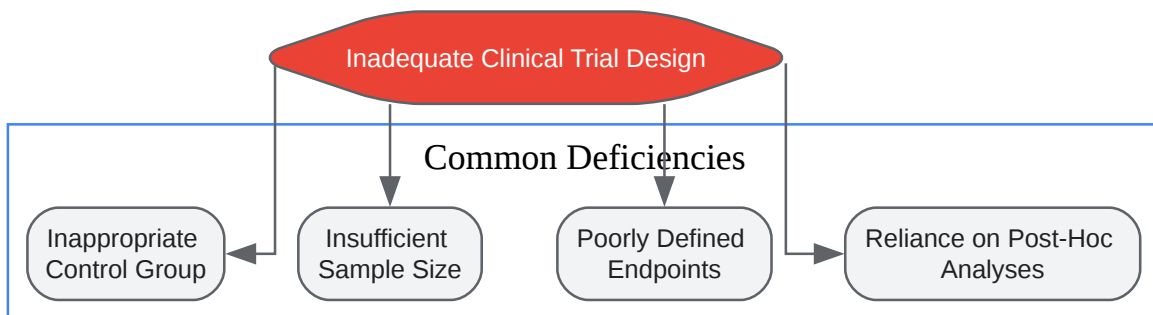 Inadequate Clinical Trial Design
Common Deficiencies
Inappropriate
Control Group
Insufficient
Sample Size
Poorly Defined
Endpoints
Reliance on Post-Hoc
Analyses